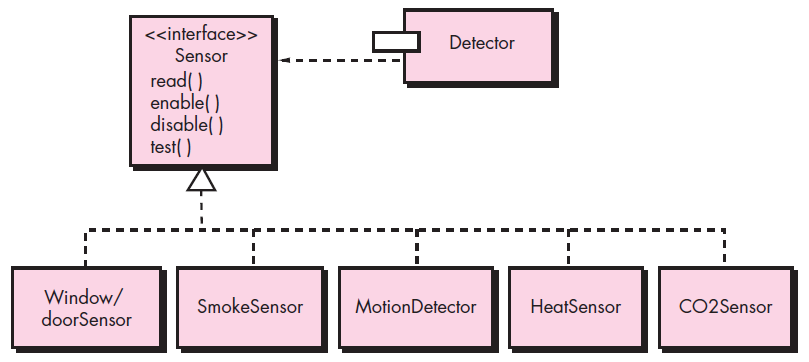 <<interface>>
Sensor
read( )
enable( )
disable( )
test( )
Detector
Window/
doorSensor
SmokeSensor
MotionDetector
HeatSensor
CO2Sensor